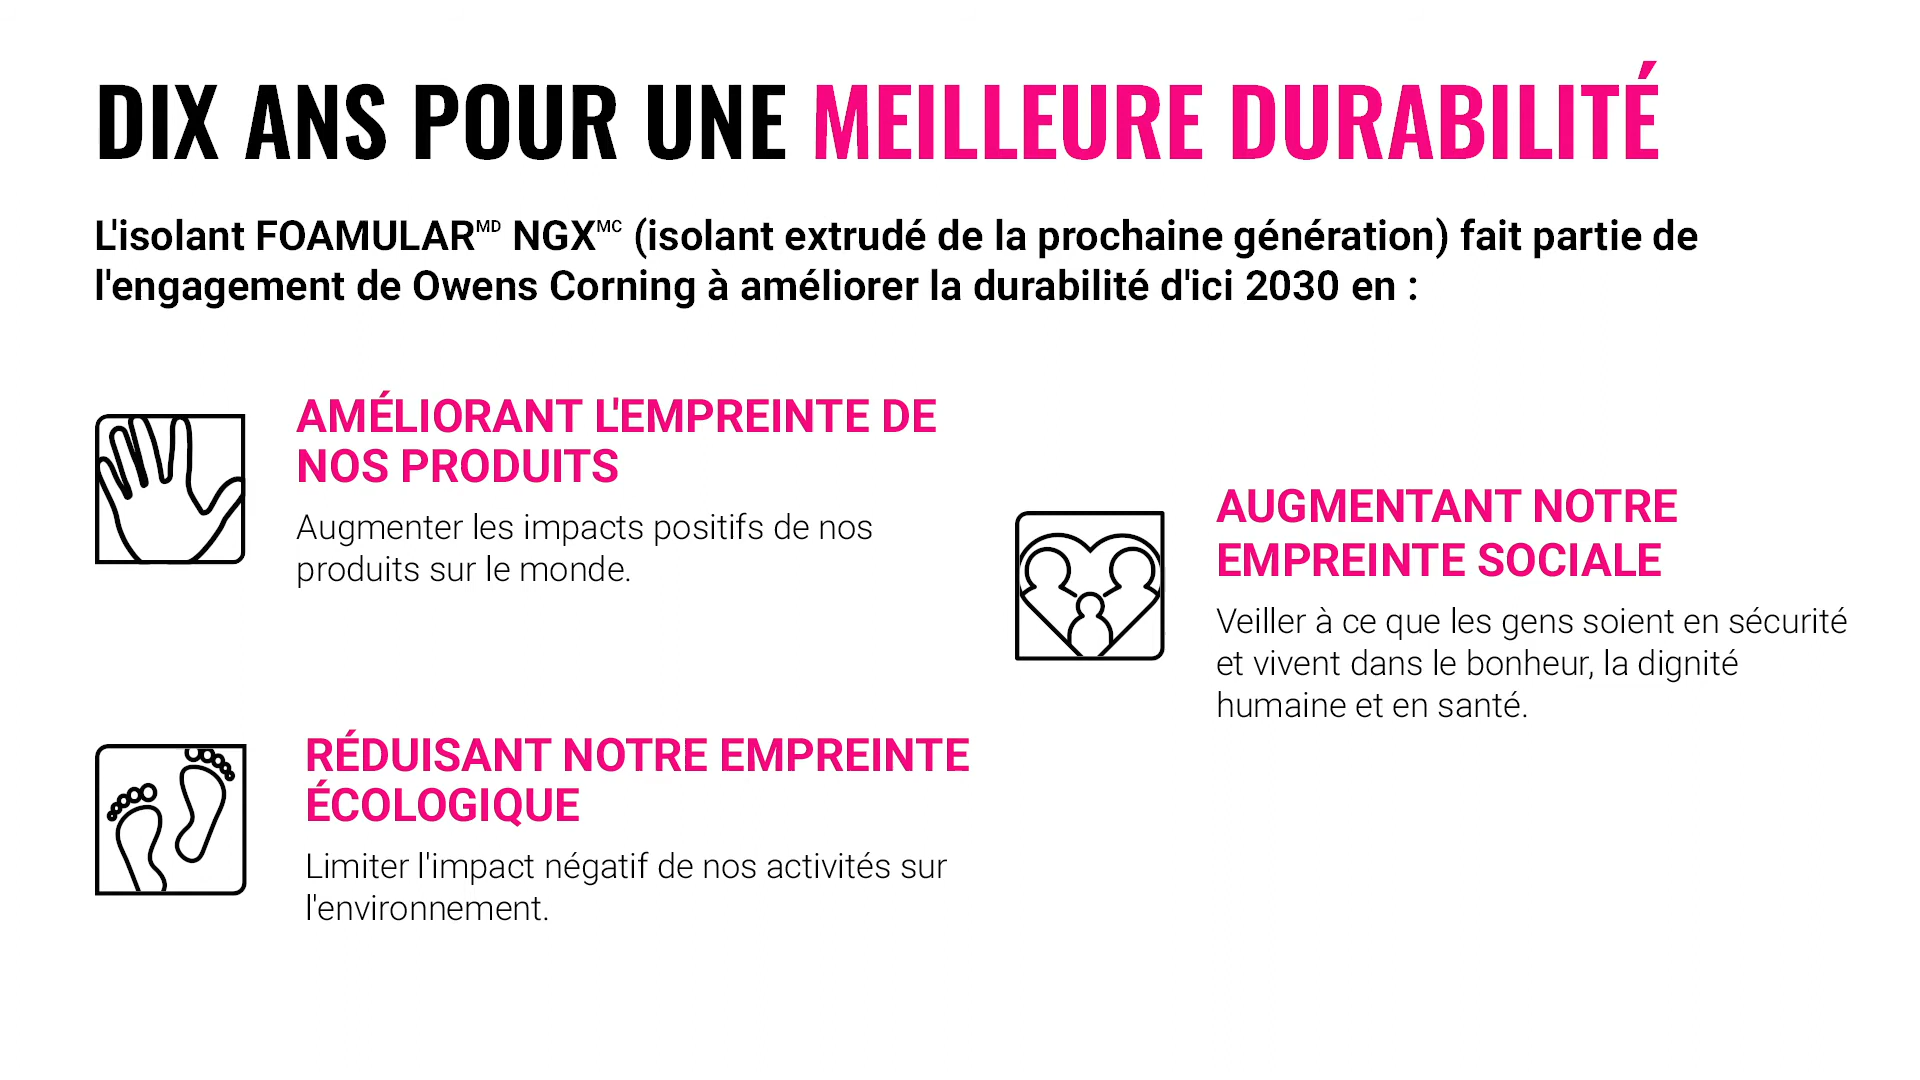 DIX ANS POUR UNE MEILLEURE DURABILITÉ
L'isolant FOAMULARMD NGXMC (isolant extrudé de la prochaine génération) fait partie de
l'engagement de Owens Corning à améliorer la durabilité d'ici 2030 en :
AMÉLIORANT L'EMPREINTE DE
NOS PRODUITS
Augmenter les impacts positifs de nos
produits sur le monde.
RÉDUISANT NOTRE EMPREINTE
ÉCOLOGIQUE
Limiter l'impact négatif de nos activités sur
l'environnement.
AUGMENTANT NOTRE
EMPREINTE SOCIALE
Veiller à ce que les gens soient en sécurité
et vivent dans le bonheur, la dignité
humaine et en santé.